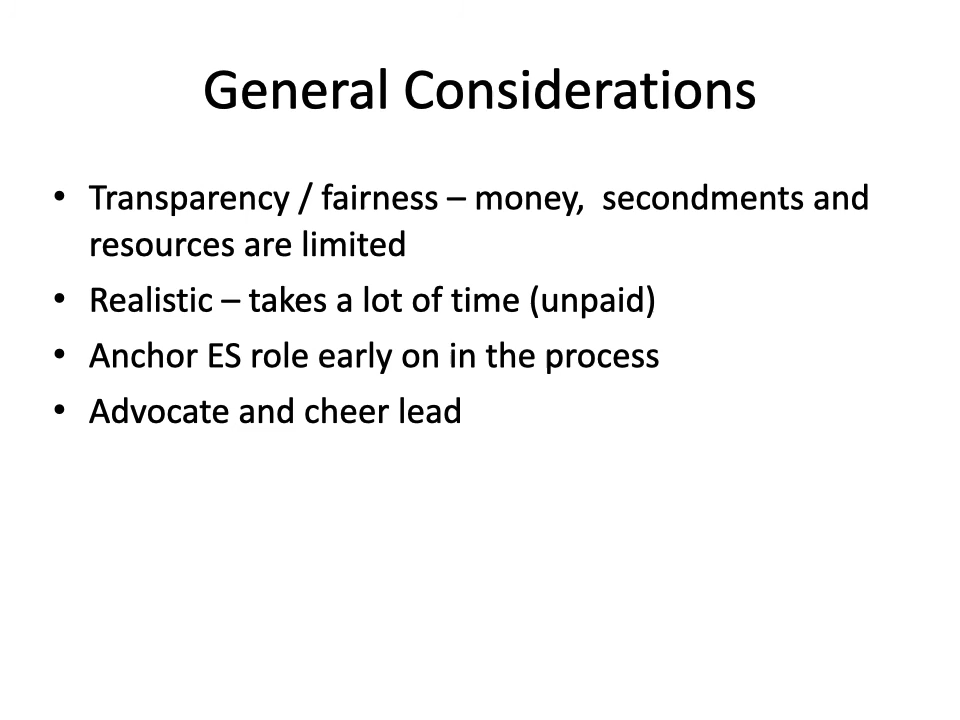 General Considerations
• Transparency / fairness – money,  secondments and
resources are limited
• Realistic – takes a lot of time (unpaid)
• Anchor ES role early on in the process
• Advocate and cheer lead